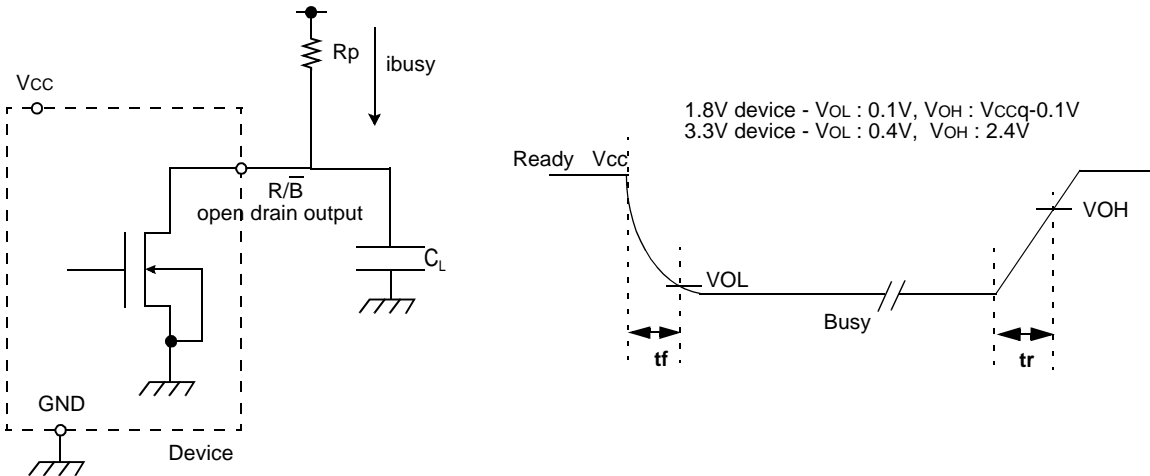 Rp
ibusy
VCC
R/B̅
open drain output
CL
GND
Device
1.8V device - VOL : 0.1V, VOH : VCCq-0.1V
3.3V device - VOL : 0.4V, VOH : 2.4V
Ready Vcc
VOH
VOL
Busy
tf
tr